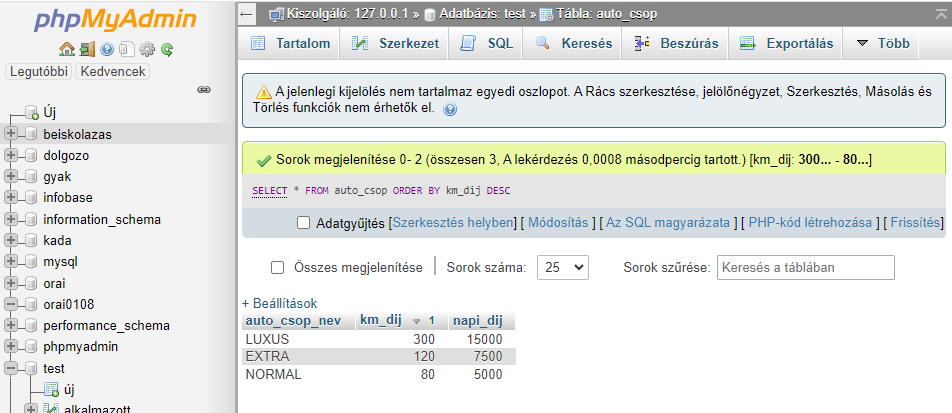 phpMyAdmin
Legutóbbi Kedvencek
Új
beiskolazas
dolgozo
gyak
infobase
information_schema
kada
mysql
orai
orai0108
performance_schema
phpmyadmin
test
új
alkalmazott
Kiszolgáló: 127.0.0.1 » Adatbázis: test » Tábla: auto_csop
Tartalom Szerkezet SQL Keresés Beszúrás Exportálás Több
A jelenlegi kijelölés nem tartalmaz egyedi oszlopot. A Rács szerkesztése, jelölőnégyzet, Szerkesztés, Másolás és
Törlés funkciók nem érhetők el.
Sorok megjelenítése 0- 2 (összesen 3, A lekérdezés 0,0008 másodpercig tartott.) [km_dij: 300... - 80...]
SELECT * FROM auto_csop ORDER BY km_dij DESC
Adatgyűjtés [Szerkesztés helyben] [ Módosítás ] [ Az SQL magyarázata ] [ PHP-kód létrehozása ] [ Frissítés]
Összes megjelenítése Sorok száma: 25 Sorok szűrése: Keresés a táblában
+ Beállítások
auto_csop_nev km_dij 1 napi_dij
LUXUS 300 15000
EXTRA 120 7500
NORMAL 80 5000